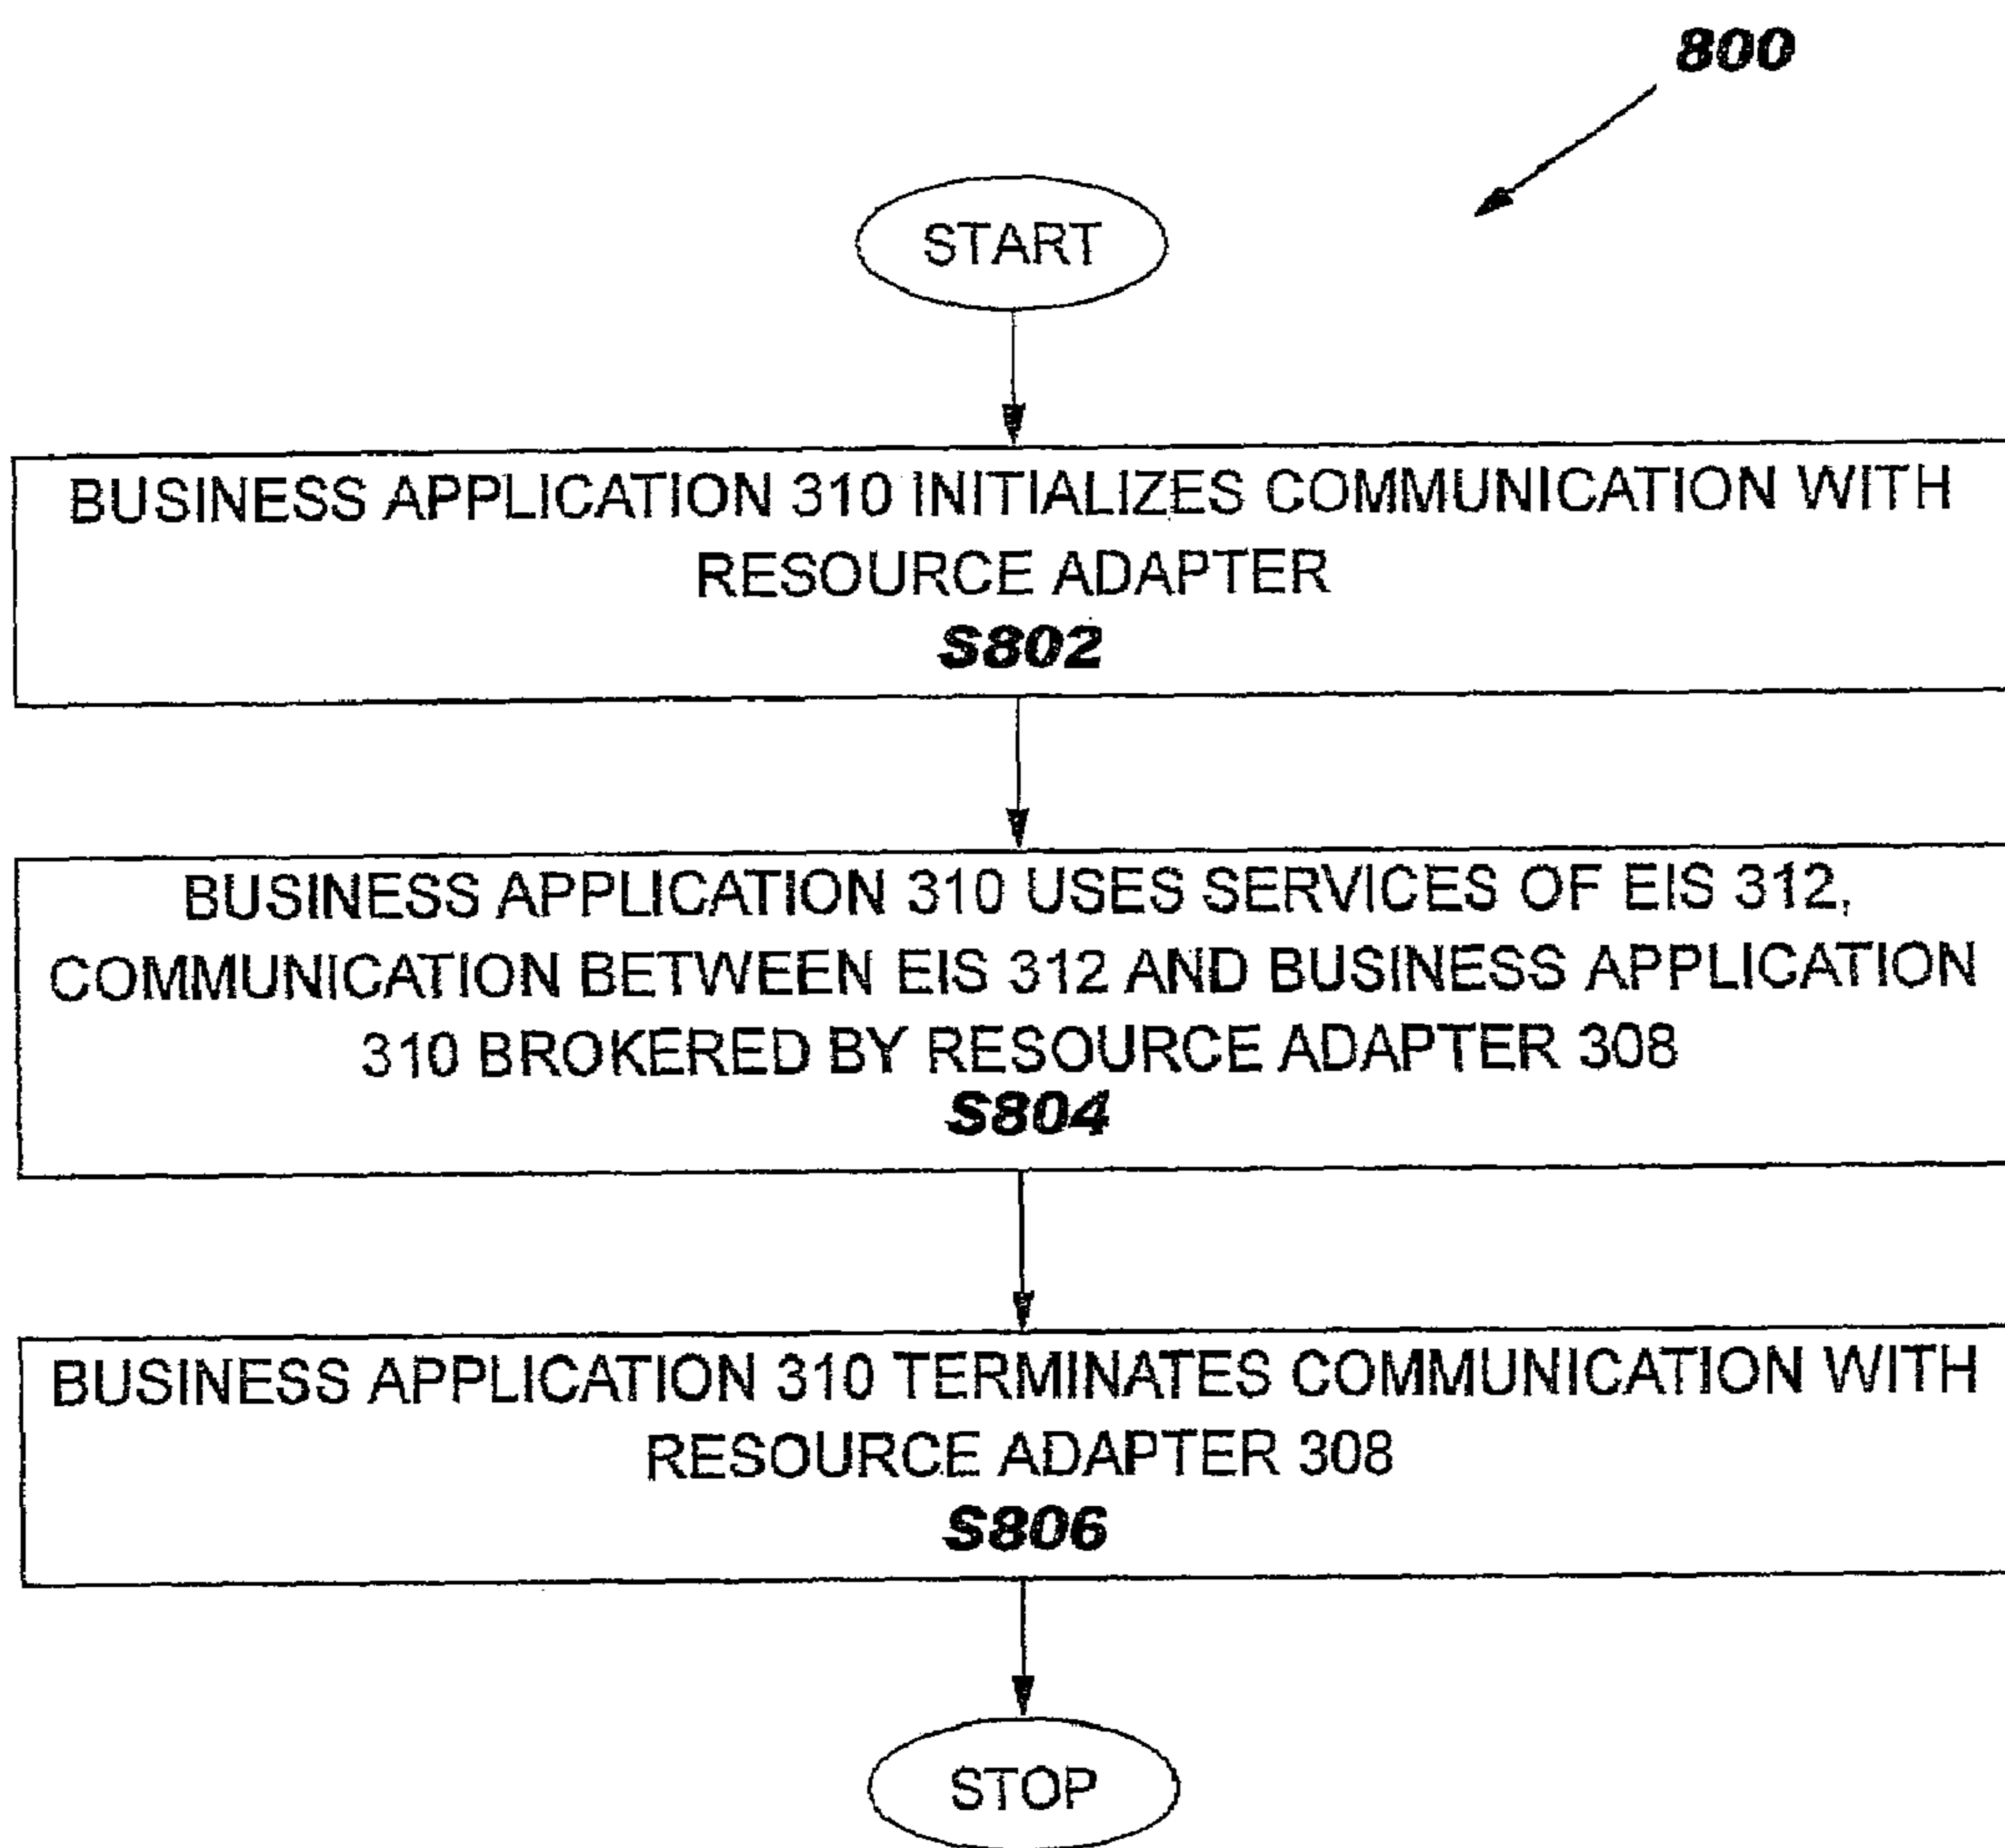 800
START
BUSINESS APPLICATION 310 INITIALIZES COMMUNICATION WITH
RESOURCE ADAPTER
S802
BUSINESS APPLICATION 310 USES SERVICES OF EIS 312,
COMMUNICATION BETWEEN EIS 312 AND BUSINESS APPLICATION
310 BROKERED BY RESOURCE ADAPTER 308
S804
BUSINESS APPLICATION 310 TERMINATES COMMUNICATION WITH
RESOURCE ADAPTER 308
S806
STOP